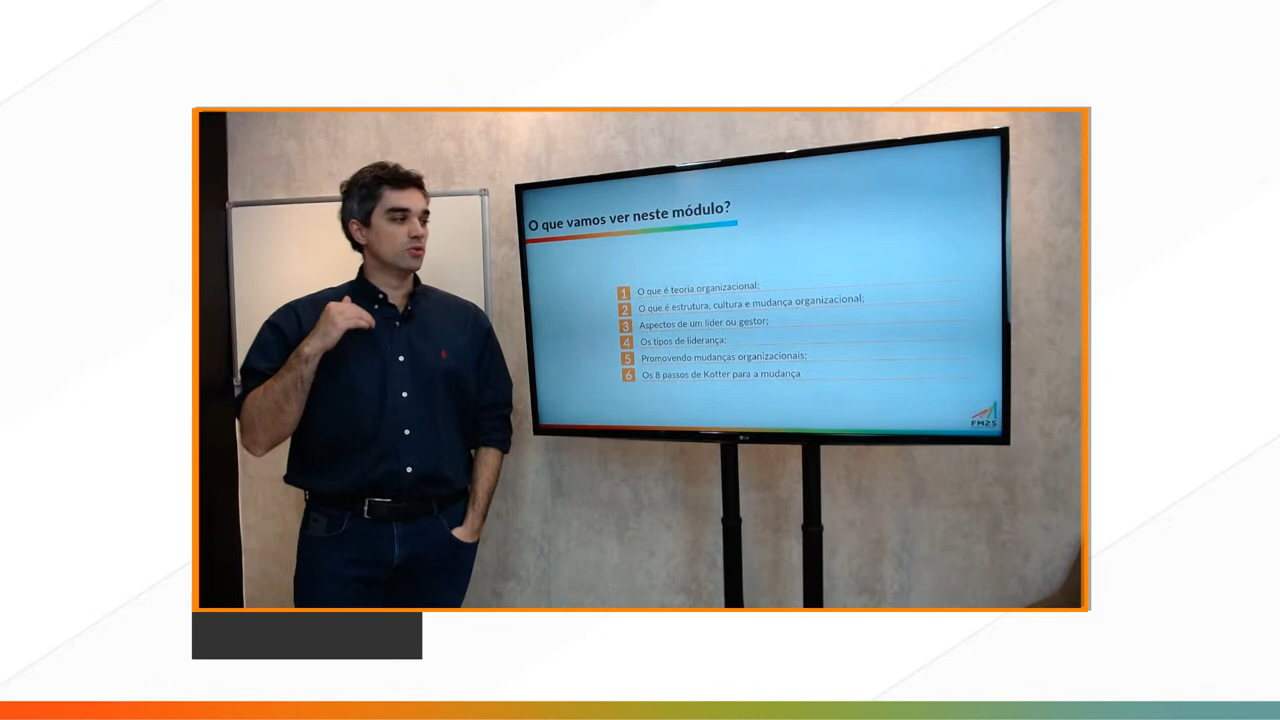 O que vamos ver neste módulo?
1 O que é teoria organizacional;
2 O que é estrutura, cultura e mudança organizacional;
3 Aspectos de um líder ou gestor;
4 Os tipos de liderança;
5 Promovendo mudanças organizacionais;
6 Os 8 passos de Kotter para a mudança
FM2S
LG